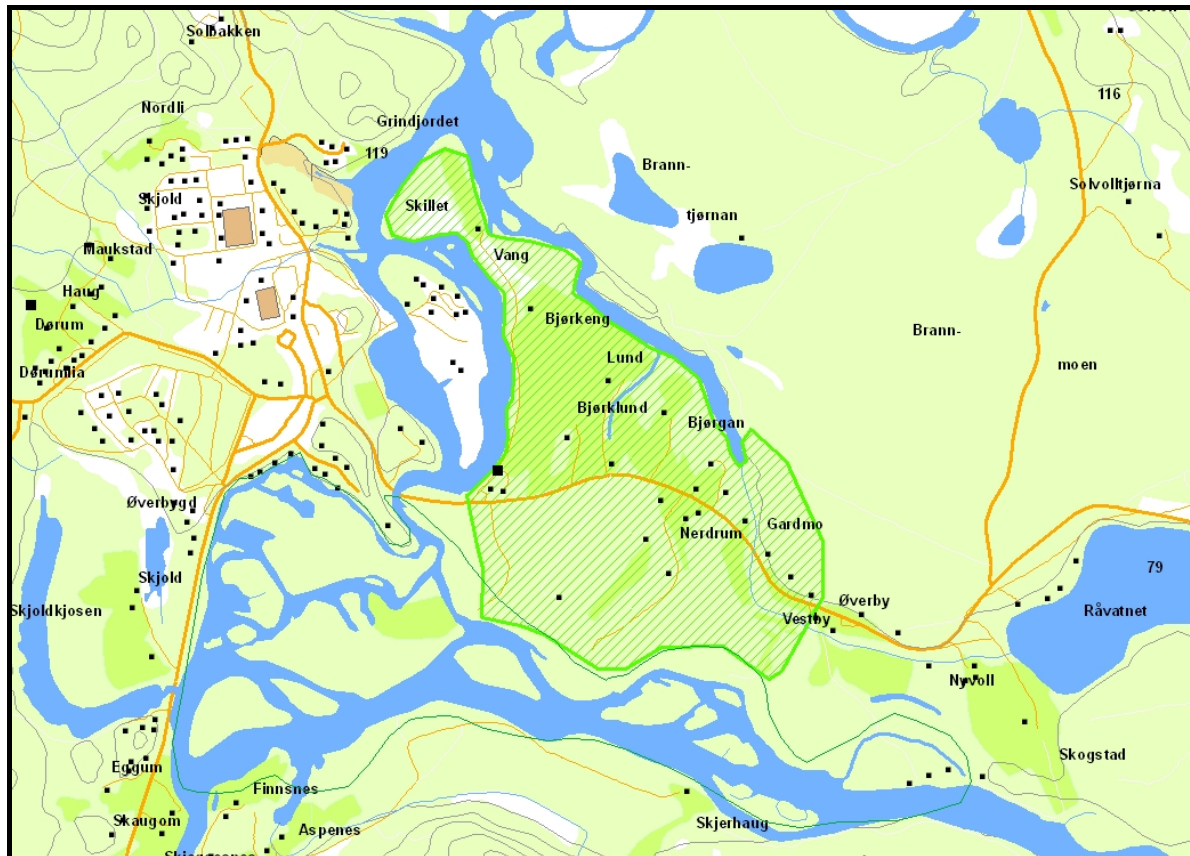 Solbakken
116
Nordli
Grindjordet
119
Brann-
tjørnan
Solvolltjørna
Skjold
Skillet
Maukstad
Vang
Haug
Dørum
Bjørkeng
Brann-
moen
Lund
Dørumlia
Bjørklund
Bjørgan
Øverbygd
Nerdrum
Gardmo
79
Skjold
Skjoldkjosen
Øverby
Vestby
Råvatnet
Nyvoll
Skogstad
Eggum
Finnsnes
Skaugom
Aspenes
Skjerhaug